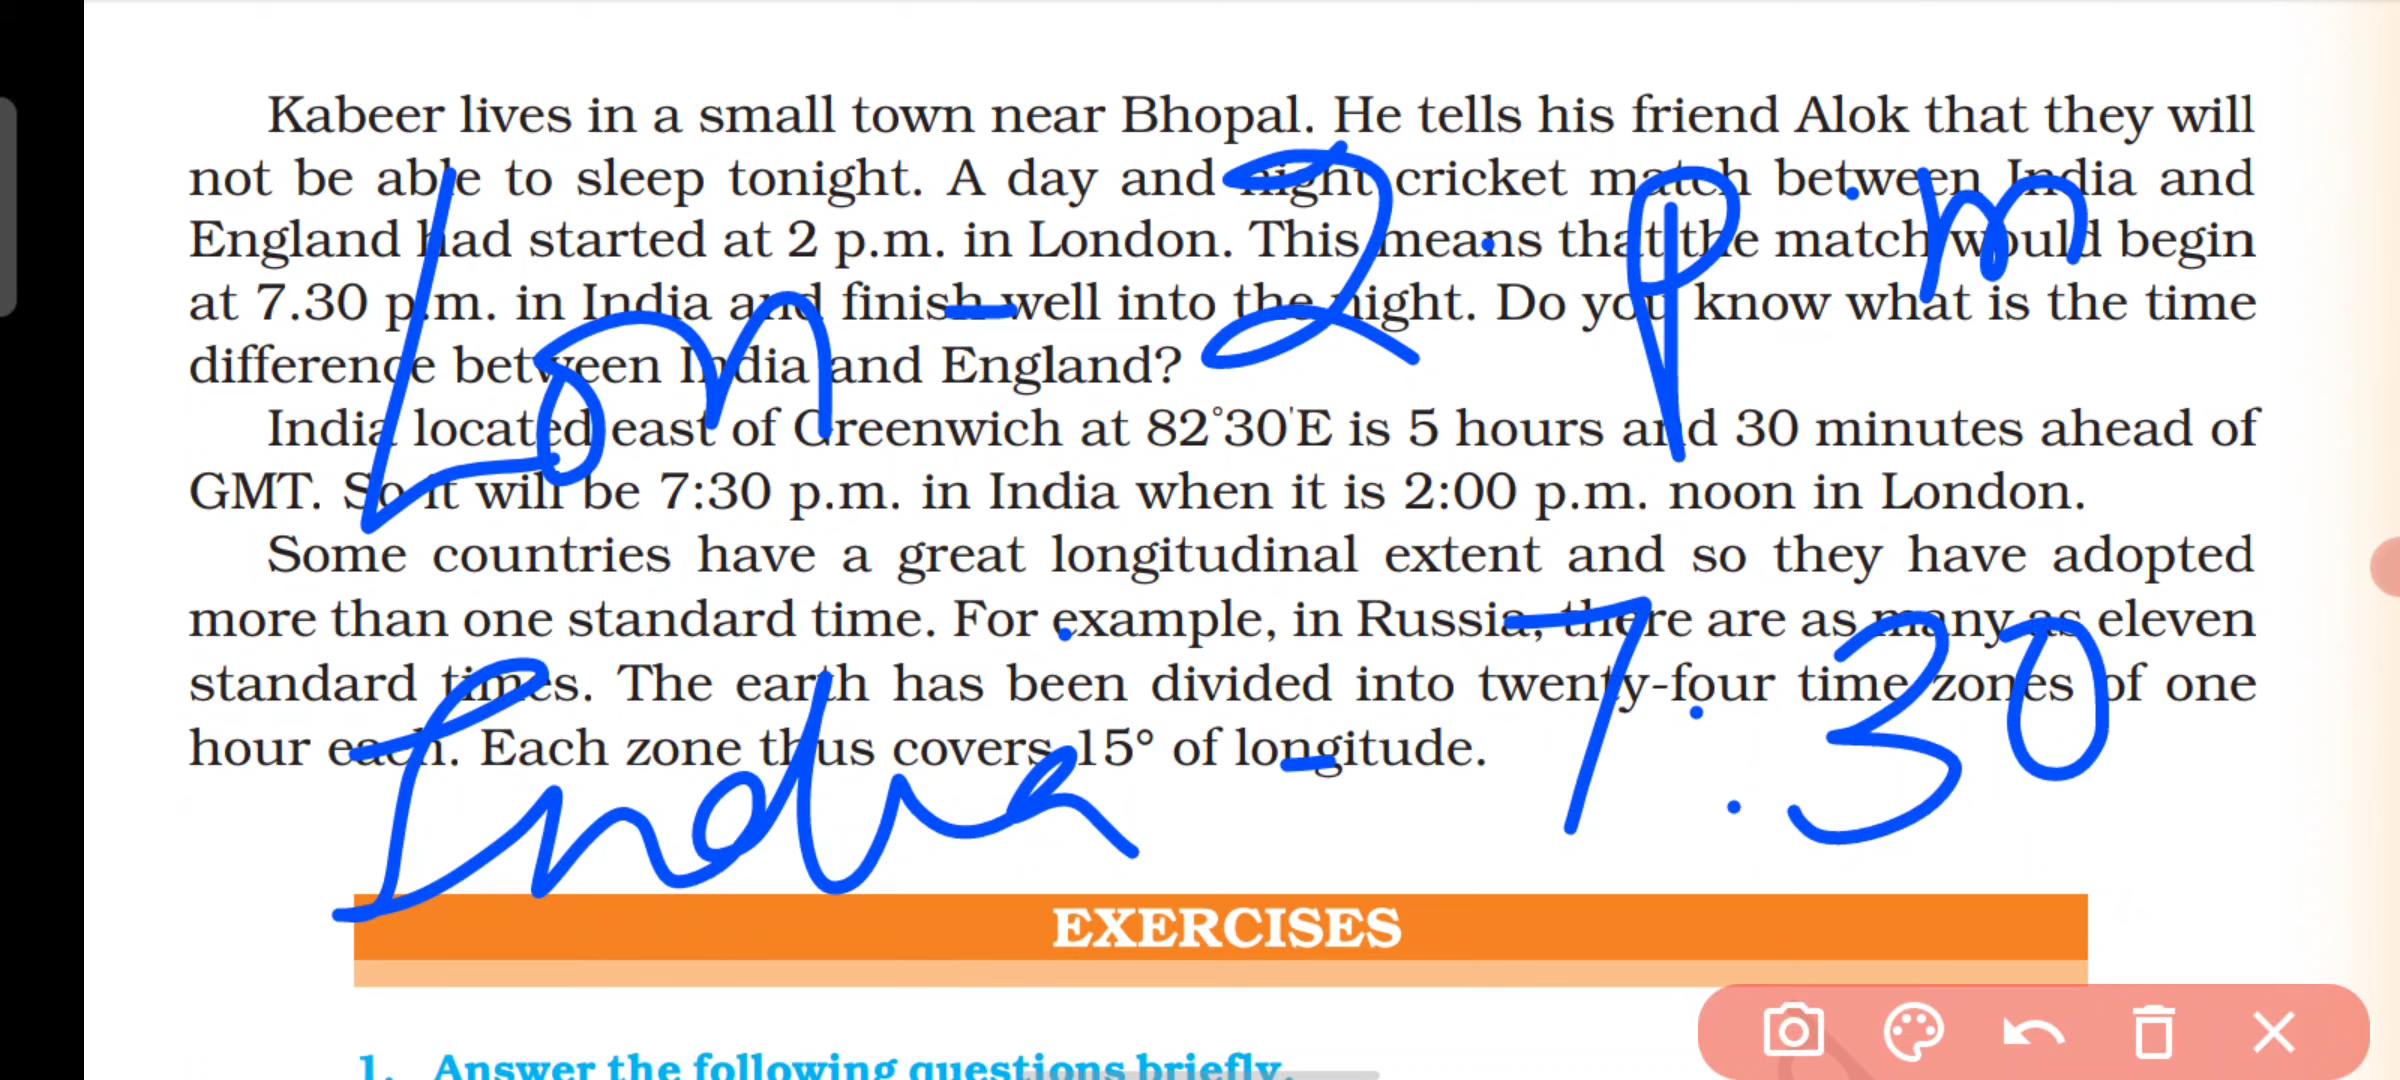 Kabeer lives in a small town near Bhopal. He tells his friend Alok that they will
not be able to sleep tonight. A day and night cricket match between India and
England had started at 2 p.m. in London. This means that the match would begin
at 7.30 p.m. in India and finish well into the night. Do you know what is the time
difference between India and England?
India located east of Greenwich at 82°30'E is 5 hours and 30 minutes ahead of
GMT. So it will be 7:30 p.m. in India when it is 2:00 p.m. noon in London.
Some countries have a great longitudinal extent and so they have adopted
more than one standard time. For example, in Russia, there are as many as eleven
standard times. The earth has been divided into twenty-four time zones of one
hour each. Each zone thus covers 15° of longitude.
Lon - 2 p.m
India - 7:30
EXERCISES
1. Answer the following questions briefly.